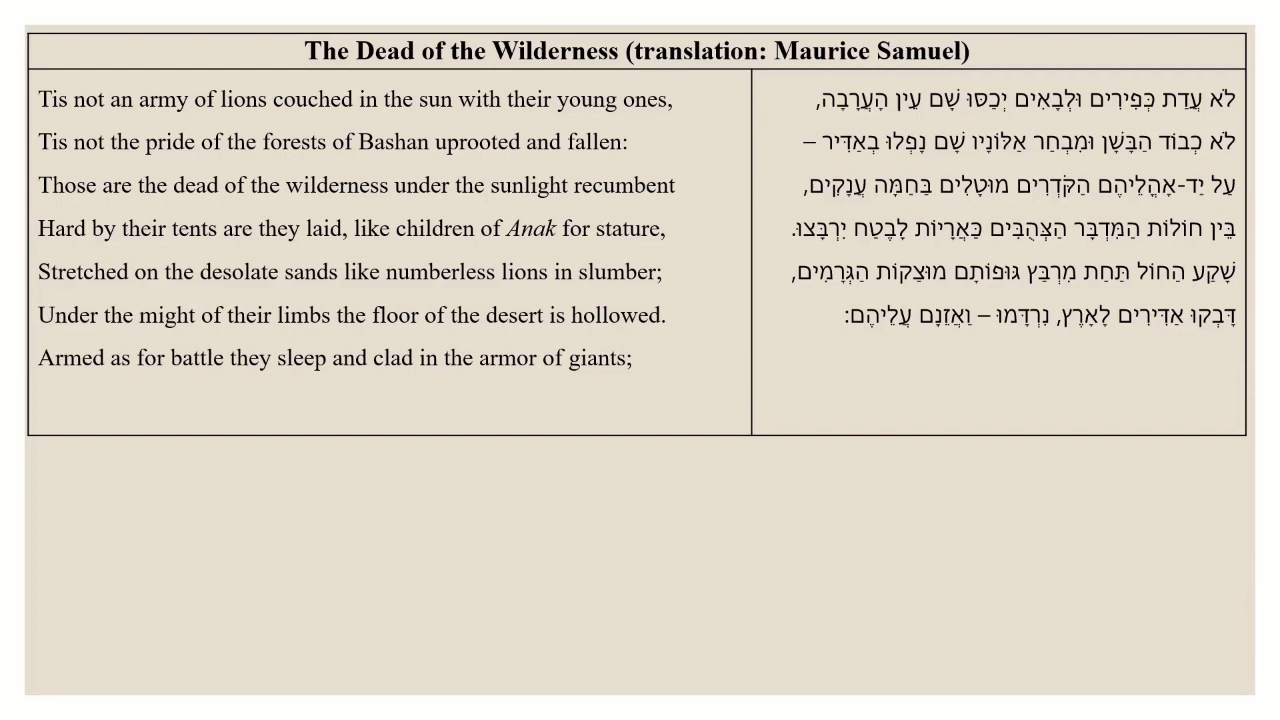 The Dead of the Wilderness (translation: Maurice Samuel)
Tis not an army of lions couched in the sun with their young ones,
Tis not the pride of the forests of Bashan uprooted and fallen:
Those are the dead of the wilderness under the sunlight recumbent
Hard by their tents are they laid, like children of Anak for stature,
Stretched on the desolate sands like numberless lions in slumber;
Under the might of their limbs the floor of the desert is hollowed.
Armed as for battle they sleep and clad in the armor of giants;
לֹא עֲדַת כְּפִירִים וּלְבָאִים יְכַסּוּ שָׁם עֵין הָעֲרָבָה,
לֹא כְבוֹד הַבָּשָׁן וּמִבְחַר אַלּוֹנָיו שָׁם נָפְלוּ בְאַדִּיר –
עַל יַד-אָהֳלֵיהֶם הַקֹּדְרִים מוּטָלִים בַּחַמָּה עֲנָקִים,
בֵּין חוֹלוֹת הַמִּדְבָּר הַצְּהֻבִּים כַּאֲרָיוֹת לָבֶטַח יִרְבָּצוּ.
שָׁקַע הַחוֹל תַּחַת מִרְבַּץ גּוּפוֹתָם מוּצַקוֹת הַגְּרָמִים,
דָּבְקוּ אַדִּירִים לָאָרֶץ, נִרְדָּמוּ – וַאֲזֵנָם עֲלֵיהֶם: